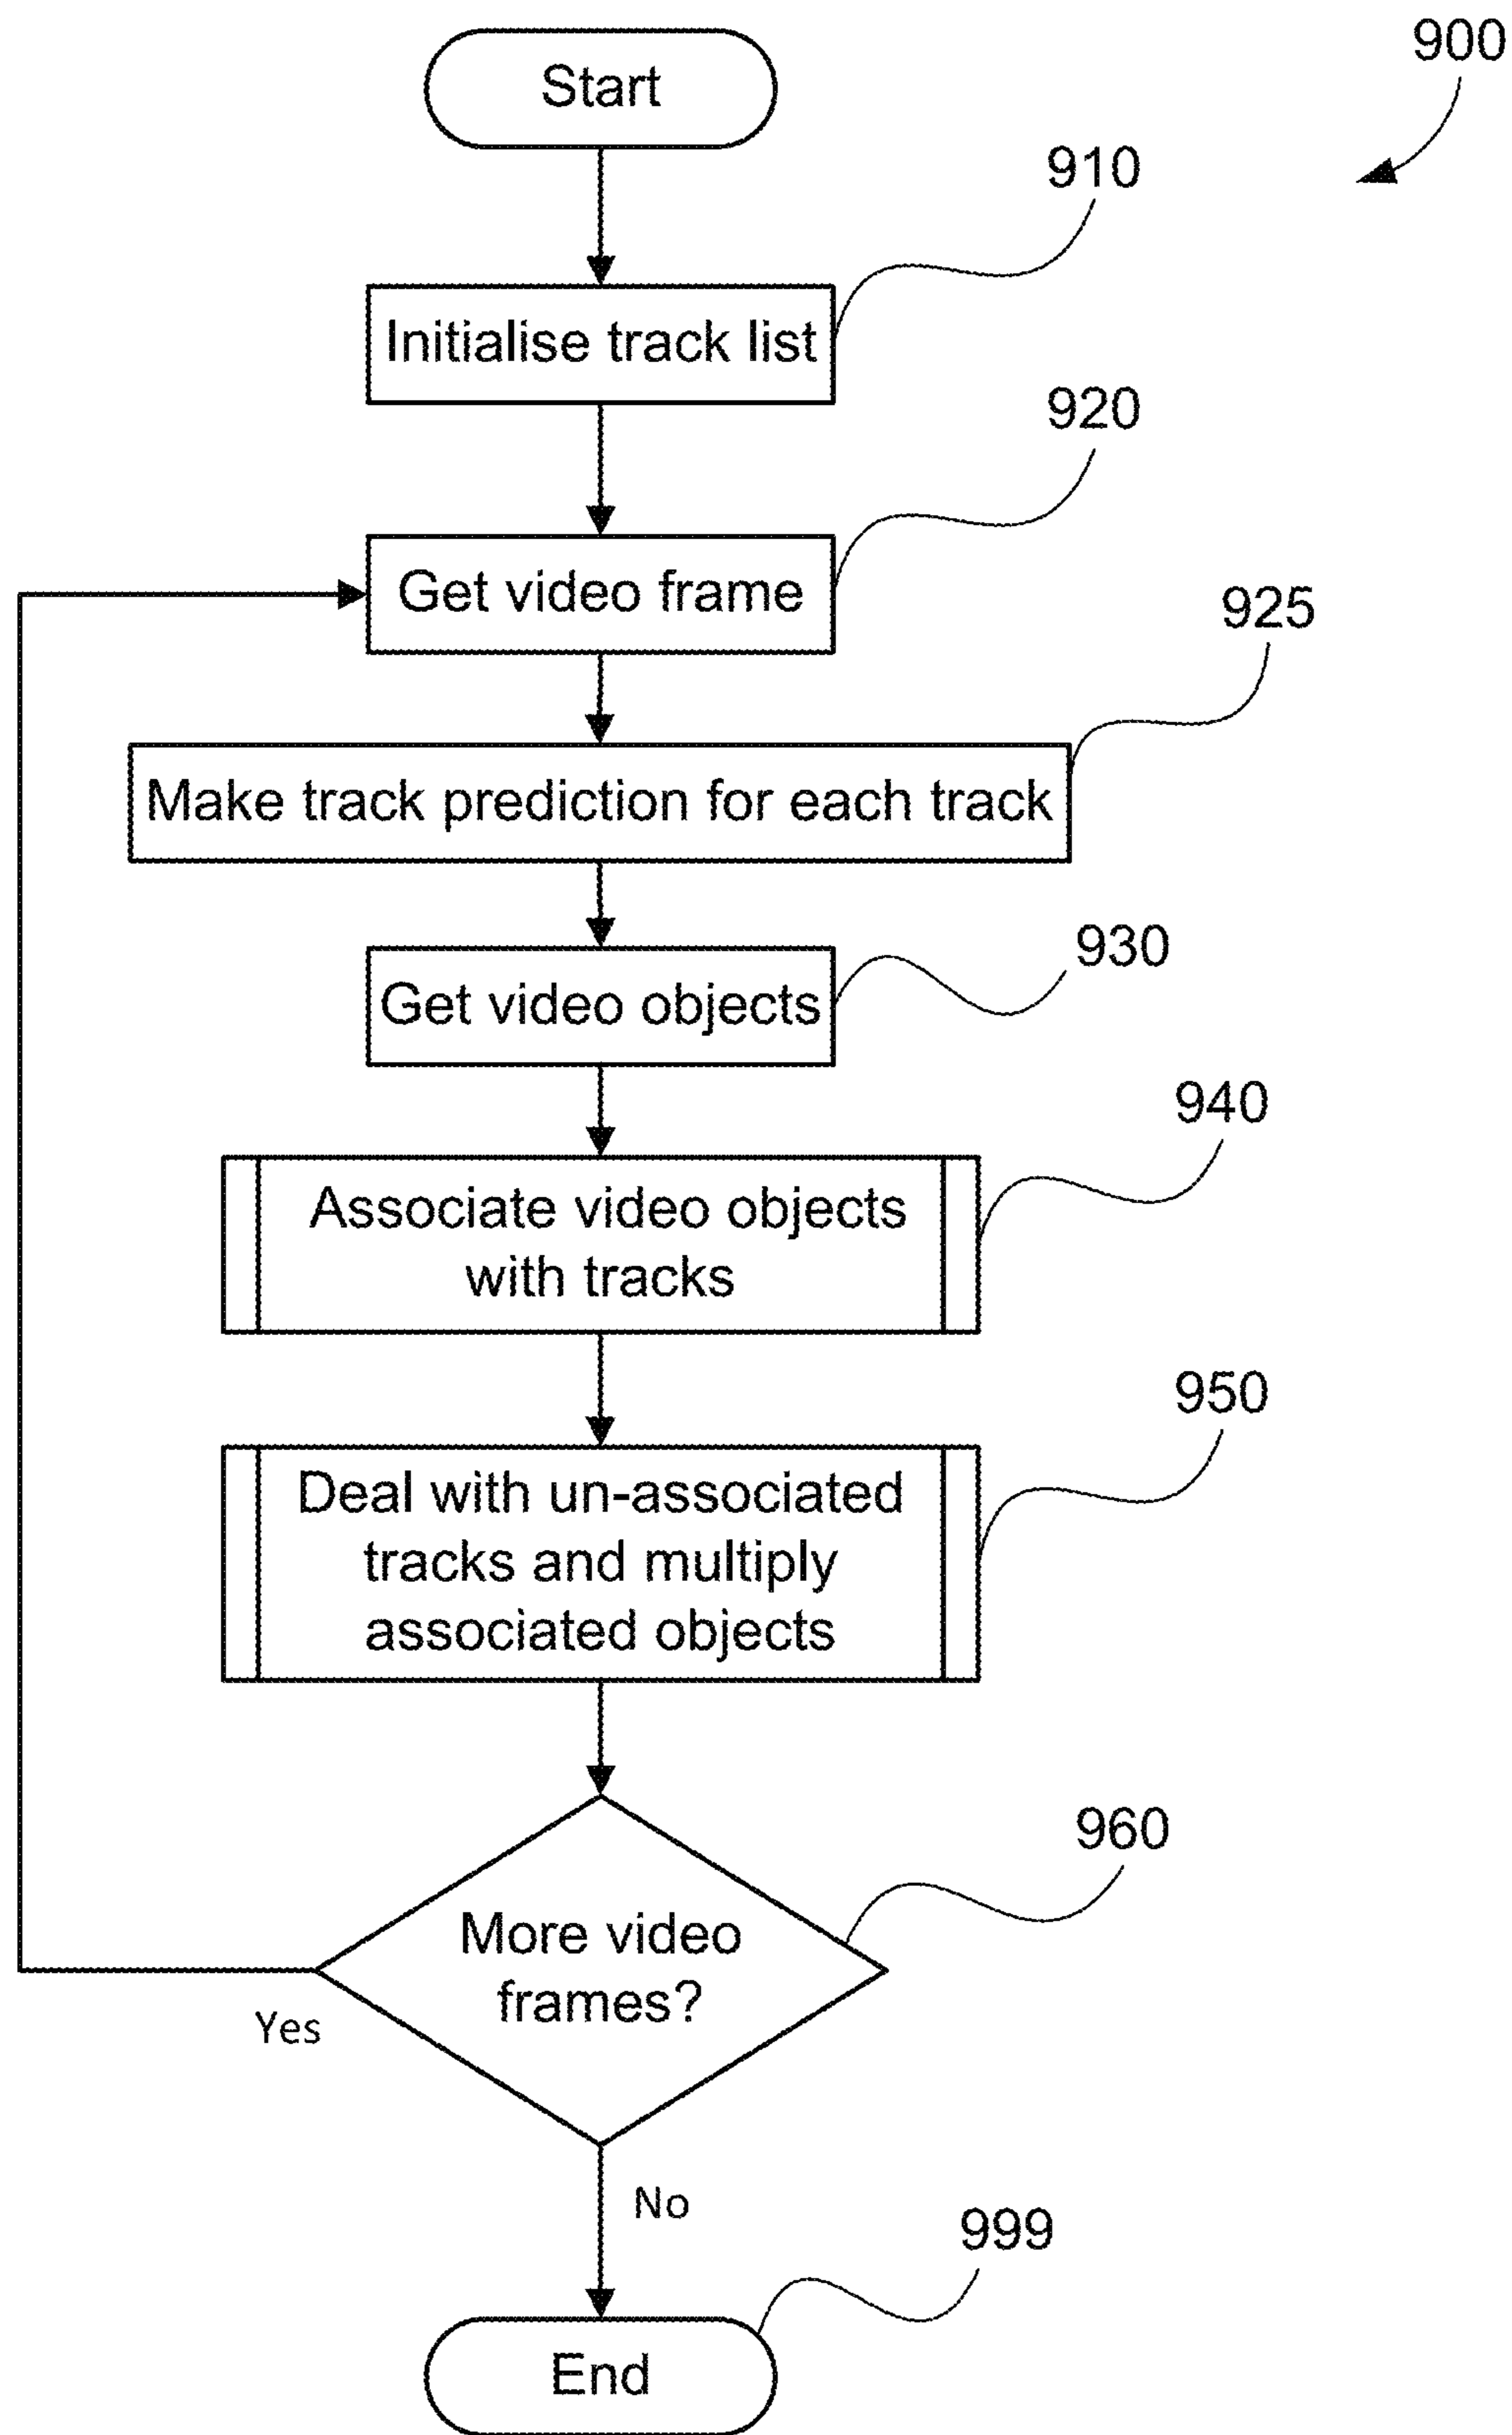 900
Start
910
Initialise track list
920
Get video frame
925
Make track prediction for each track
930
Get video objects
940
Associate video objects
with tracks
950
Deal with un-associated
tracks and multiply
associated objects
960
More video
frames?
Yes
No
999
End